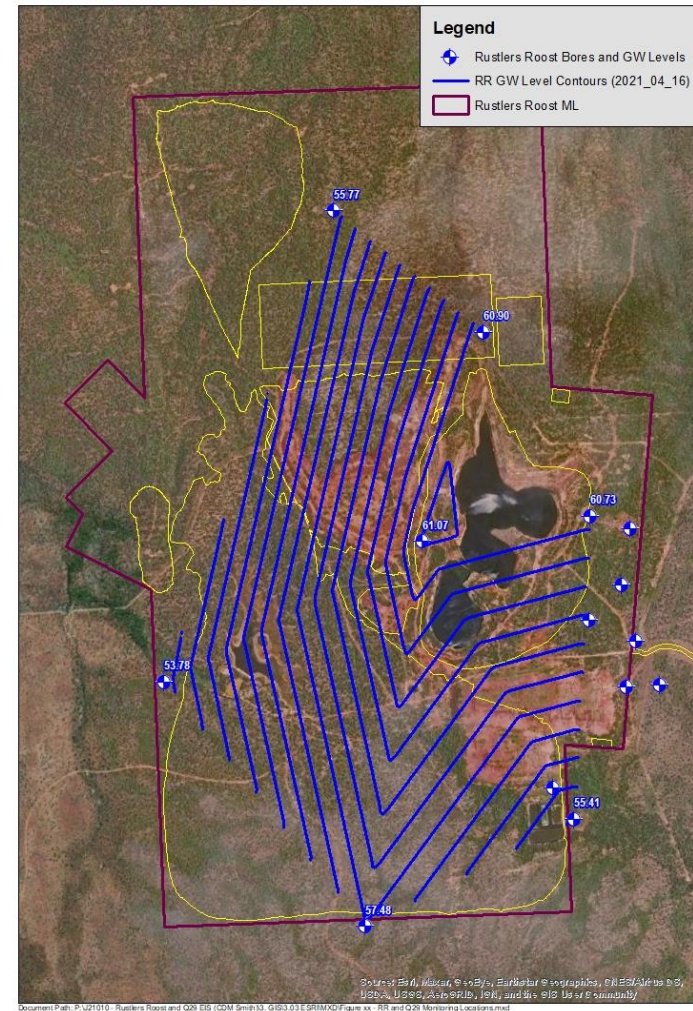 Legend
Rustlers Roost Bores and GW Levels
RR GW Level Contours (2021_04_16)
Rustlers Roost ML
55.77
60.90
60.73
61.07
53.78
55.41
57.48
Source: Esri, Maxar, GeoEye, Earthstar Geographics, CNES/Airbus DS,
USDA, USGS, AeroGRID, IGN, and the GIS User Community
Document Path: P:\J21010 - Rustlers Roost and Q29 EIS (CDM Smith)\3. GIS\3.03 ESRI\MXD\Figure xx - RR and Q29 Monitoring Locations.mxd